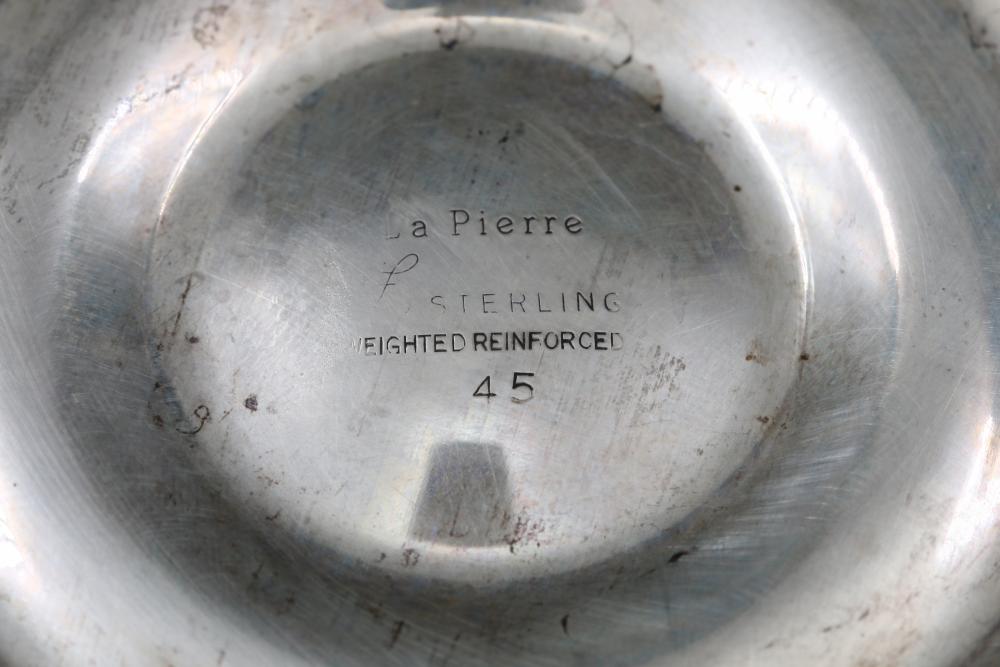 La Pierre
P
STERLING
WEIGHTED REINFORCED
45